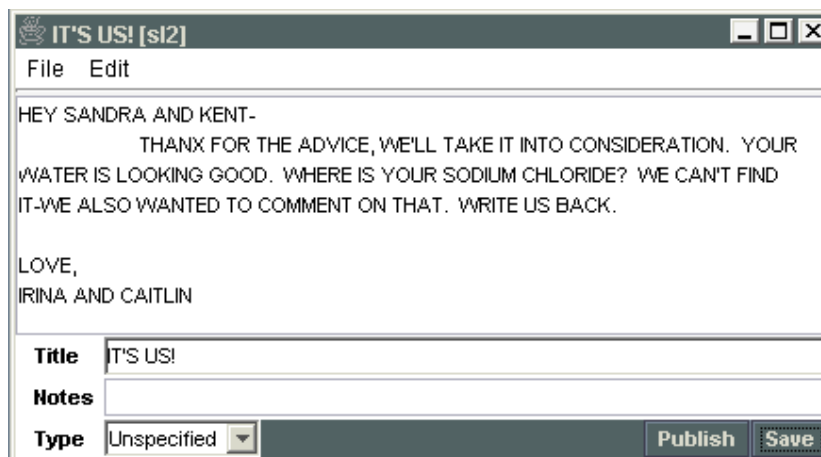 IT'S US! [sl2]
File Edit
HEY SANDRA AND KENT-
THANX FOR THE ADVICE, WE'LL TAKE IT INTO CONSIDERATION. YOUR
WATER IS LOOKING GOOD. WHERE IS YOUR SODIUM CHLORIDE? WE CAN'T FIND
IT-WE ALSO WANTED TO COMMENT ON THAT. WRITE US BACK.
LOVE,
IRINA AND CAITLIN
Title IT'S US!
Notes
Type Unspecified Publish Save